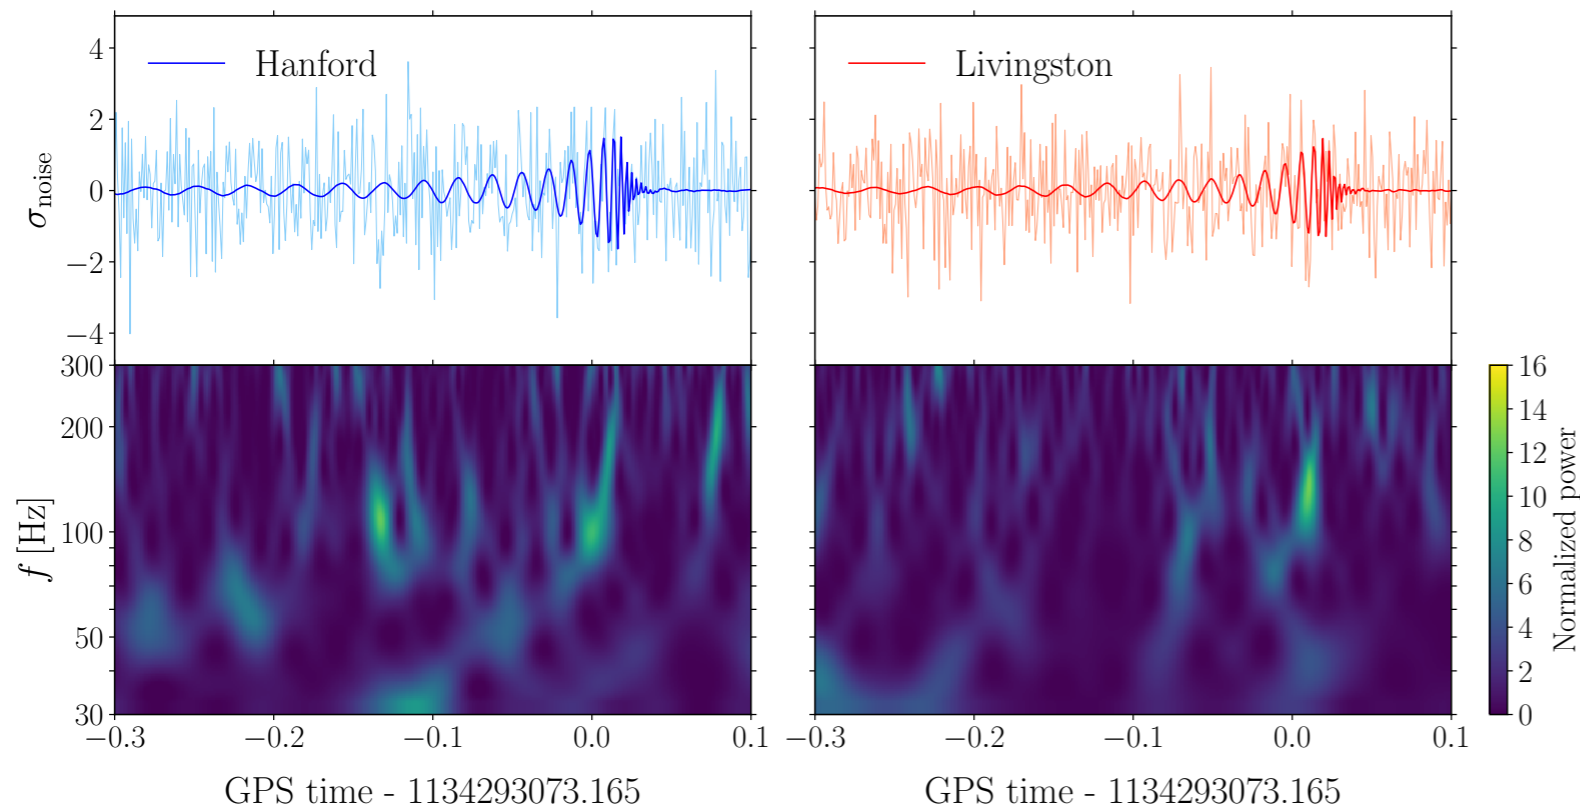 Hanford
Livingston
4
2
0
−2
−4
σnoise
300
200
100
50
30
f [Hz]
−0.3 −0.2 −0.1 0.0 0.1
−0.3 −0.2 −0.1 0.0 0.1
GPS time - 1134293073.165
GPS time - 1134293073.165
16
14
12
10
8
6
4
2
0
Normalized power